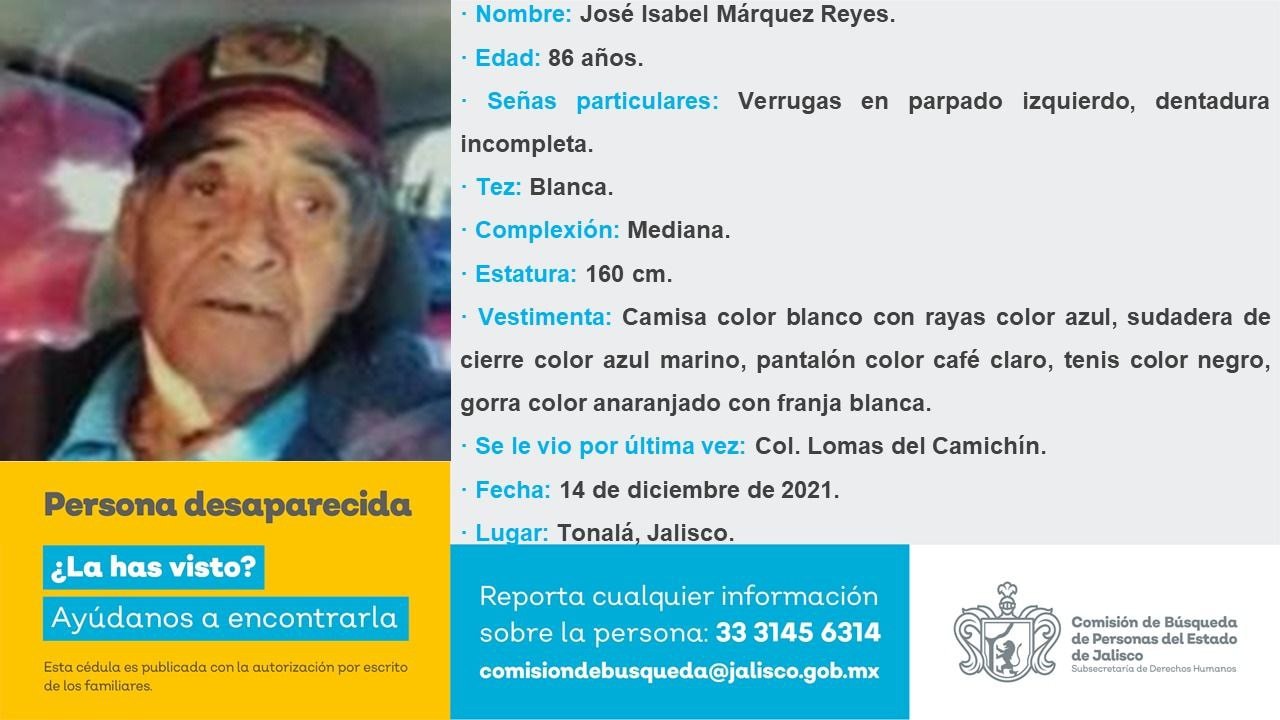 · Nombre: José Isabel Márquez Reyes.
· Edad: 86 años.
· Señas particulares: Verrugas en parpado izquierdo, dentadura
incompleta.
· Tez: Blanca.
· Complexión: Mediana.
· Estatura: 160 cm.
· Vestimenta: Camisa color blanco con rayas color azul, sudadera de
cierre color azul marino, pantalón color café claro, tenis color negro,
gorra color anaranjado con franja blanca.
· Se le vio por última vez: Col. Lomas del Camichín.
· Fecha: 14 de diciembre de 2021.
· Lugar: Tonalá, Jalisco.
Persona desaparecida
¿La has visto?
Ayúdanos a encontrarla
Esta cédula es publicada con la autorización por escrito
de los familiares.
Reporta cualquier información
sobre la persona: 33 3145 6314
comisiondebusqueda@jalisco.gob.mx
Comisión de Búsqueda
de Personas del Estado
de Jalisco
Subsecretaría de Derechos Humanos